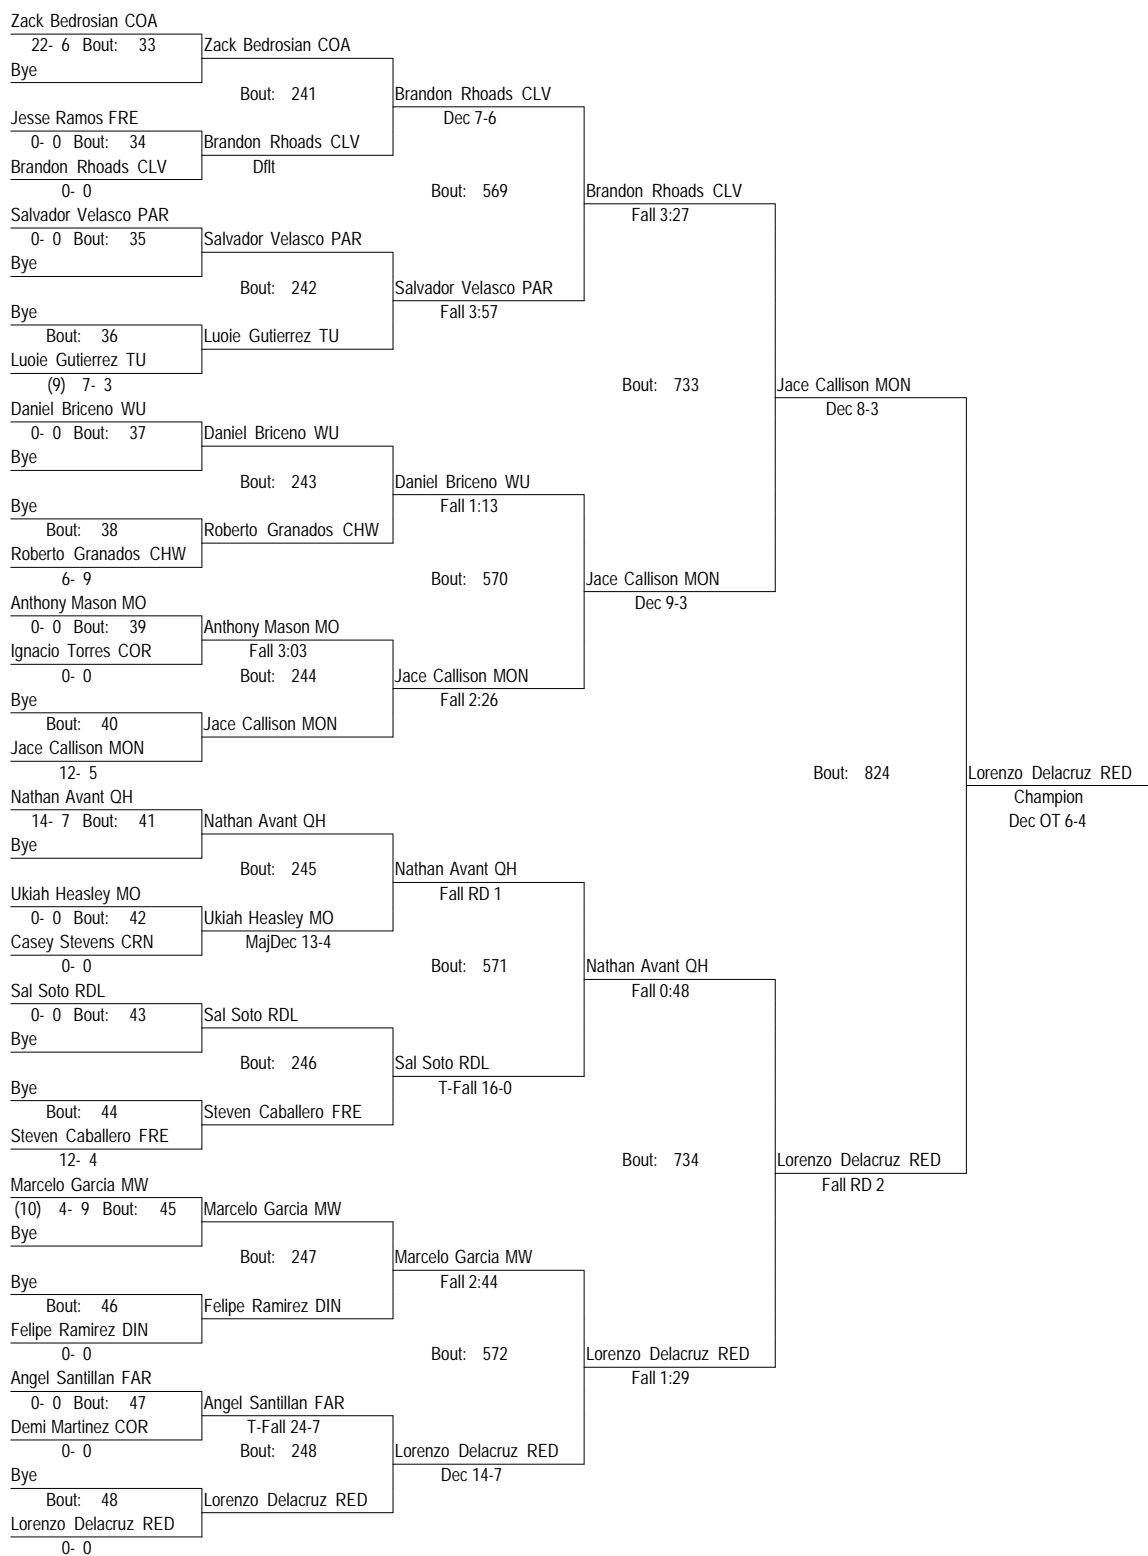 Zack Bedrosian COA
22- 6 Bout: 33
Zack Bedrosian COA
Bye
Bout: 241
Brandon Rhoads CLV
Dec 7-6
Jesse Ramos FRE
0- 0 Bout: 34
Brandon Rhoads CLV
Brandon Rhoads CLV
Dflt
0- 0
Bout: 569
Brandon Rhoads CLV
Fall 3:27
Salvador Velasco PAR
0- 0 Bout: 35
Salvador Velasco PAR
Bye
Bout: 242
Salvador Velasco PAR
Fall 3:57
Bye
Bout: 36
Luoie Gutierrez TU
Luoie Gutierrez TU
(9) 7- 3
Bout: 733
Jace Callison MON
Dec 8-3
Daniel Briceno WU
0- 0 Bout: 37
Daniel Briceno WU
Bye
Bout: 243
Daniel Briceno WU
Fall 1:13
Bye
Bout: 38
Roberto Granados CHW
Roberto Granados CHW
6- 9
Bout: 570
Jace Callison MON
Dec 9-3
Anthony Mason MO
0- 0 Bout: 39
Anthony Mason MO
Ignacio Torres COR
Fall 3:03
0- 0
Bout: 244
Jace Callison MON
Fall 2:26
Bye
Bout: 40
Jace Callison MON
Jace Callison MON
12- 5
Bout: 824
Lorenzo Delacruz RED
Champion
Dec OT 6-4
Nathan Avant QH
14- 7 Bout: 41
Nathan Avant QH
Bye
Bout: 245
Nathan Avant QH
Fall RD 1
Ukiah Heasley MO
0- 0 Bout: 42
Ukiah Heasley MO
Casey Stevens CRN
MajDec 13-4
0- 0
Bout: 571
Nathan Avant QH
Fall 0:48
Sal Soto RDL
0- 0 Bout: 43
Sal Soto RDL
Bye
Bout: 246
Sal Soto RDL
T-Fall 16-0
Bye
Bout: 44
Steven Caballero FRE
Steven Caballero FRE
12- 4
Bout: 734
Lorenzo Delacruz RED
Fall RD 2
Marcelo Garcia MW
(10) 4- 9 Bout: 45
Marcelo Garcia MW
Bye
Bout: 247
Marcelo Garcia MW
Fall 2:44
Bye
Bout: 46
Felipe Ramirez DIN
Felipe Ramirez DIN
0- 0
Bout: 572
Lorenzo Delacruz RED
Fall 1:29
Angel Santillan FAR
0- 0 Bout: 47
Angel Santillan FAR
Demi Martinez COR
T-Fall 24-7
0- 0
Bout: 248
Lorenzo Delacruz RED
Dec 14-7
Bye
Bout: 48
Lorenzo Delacruz RED
Lorenzo Delacruz RED
0- 0